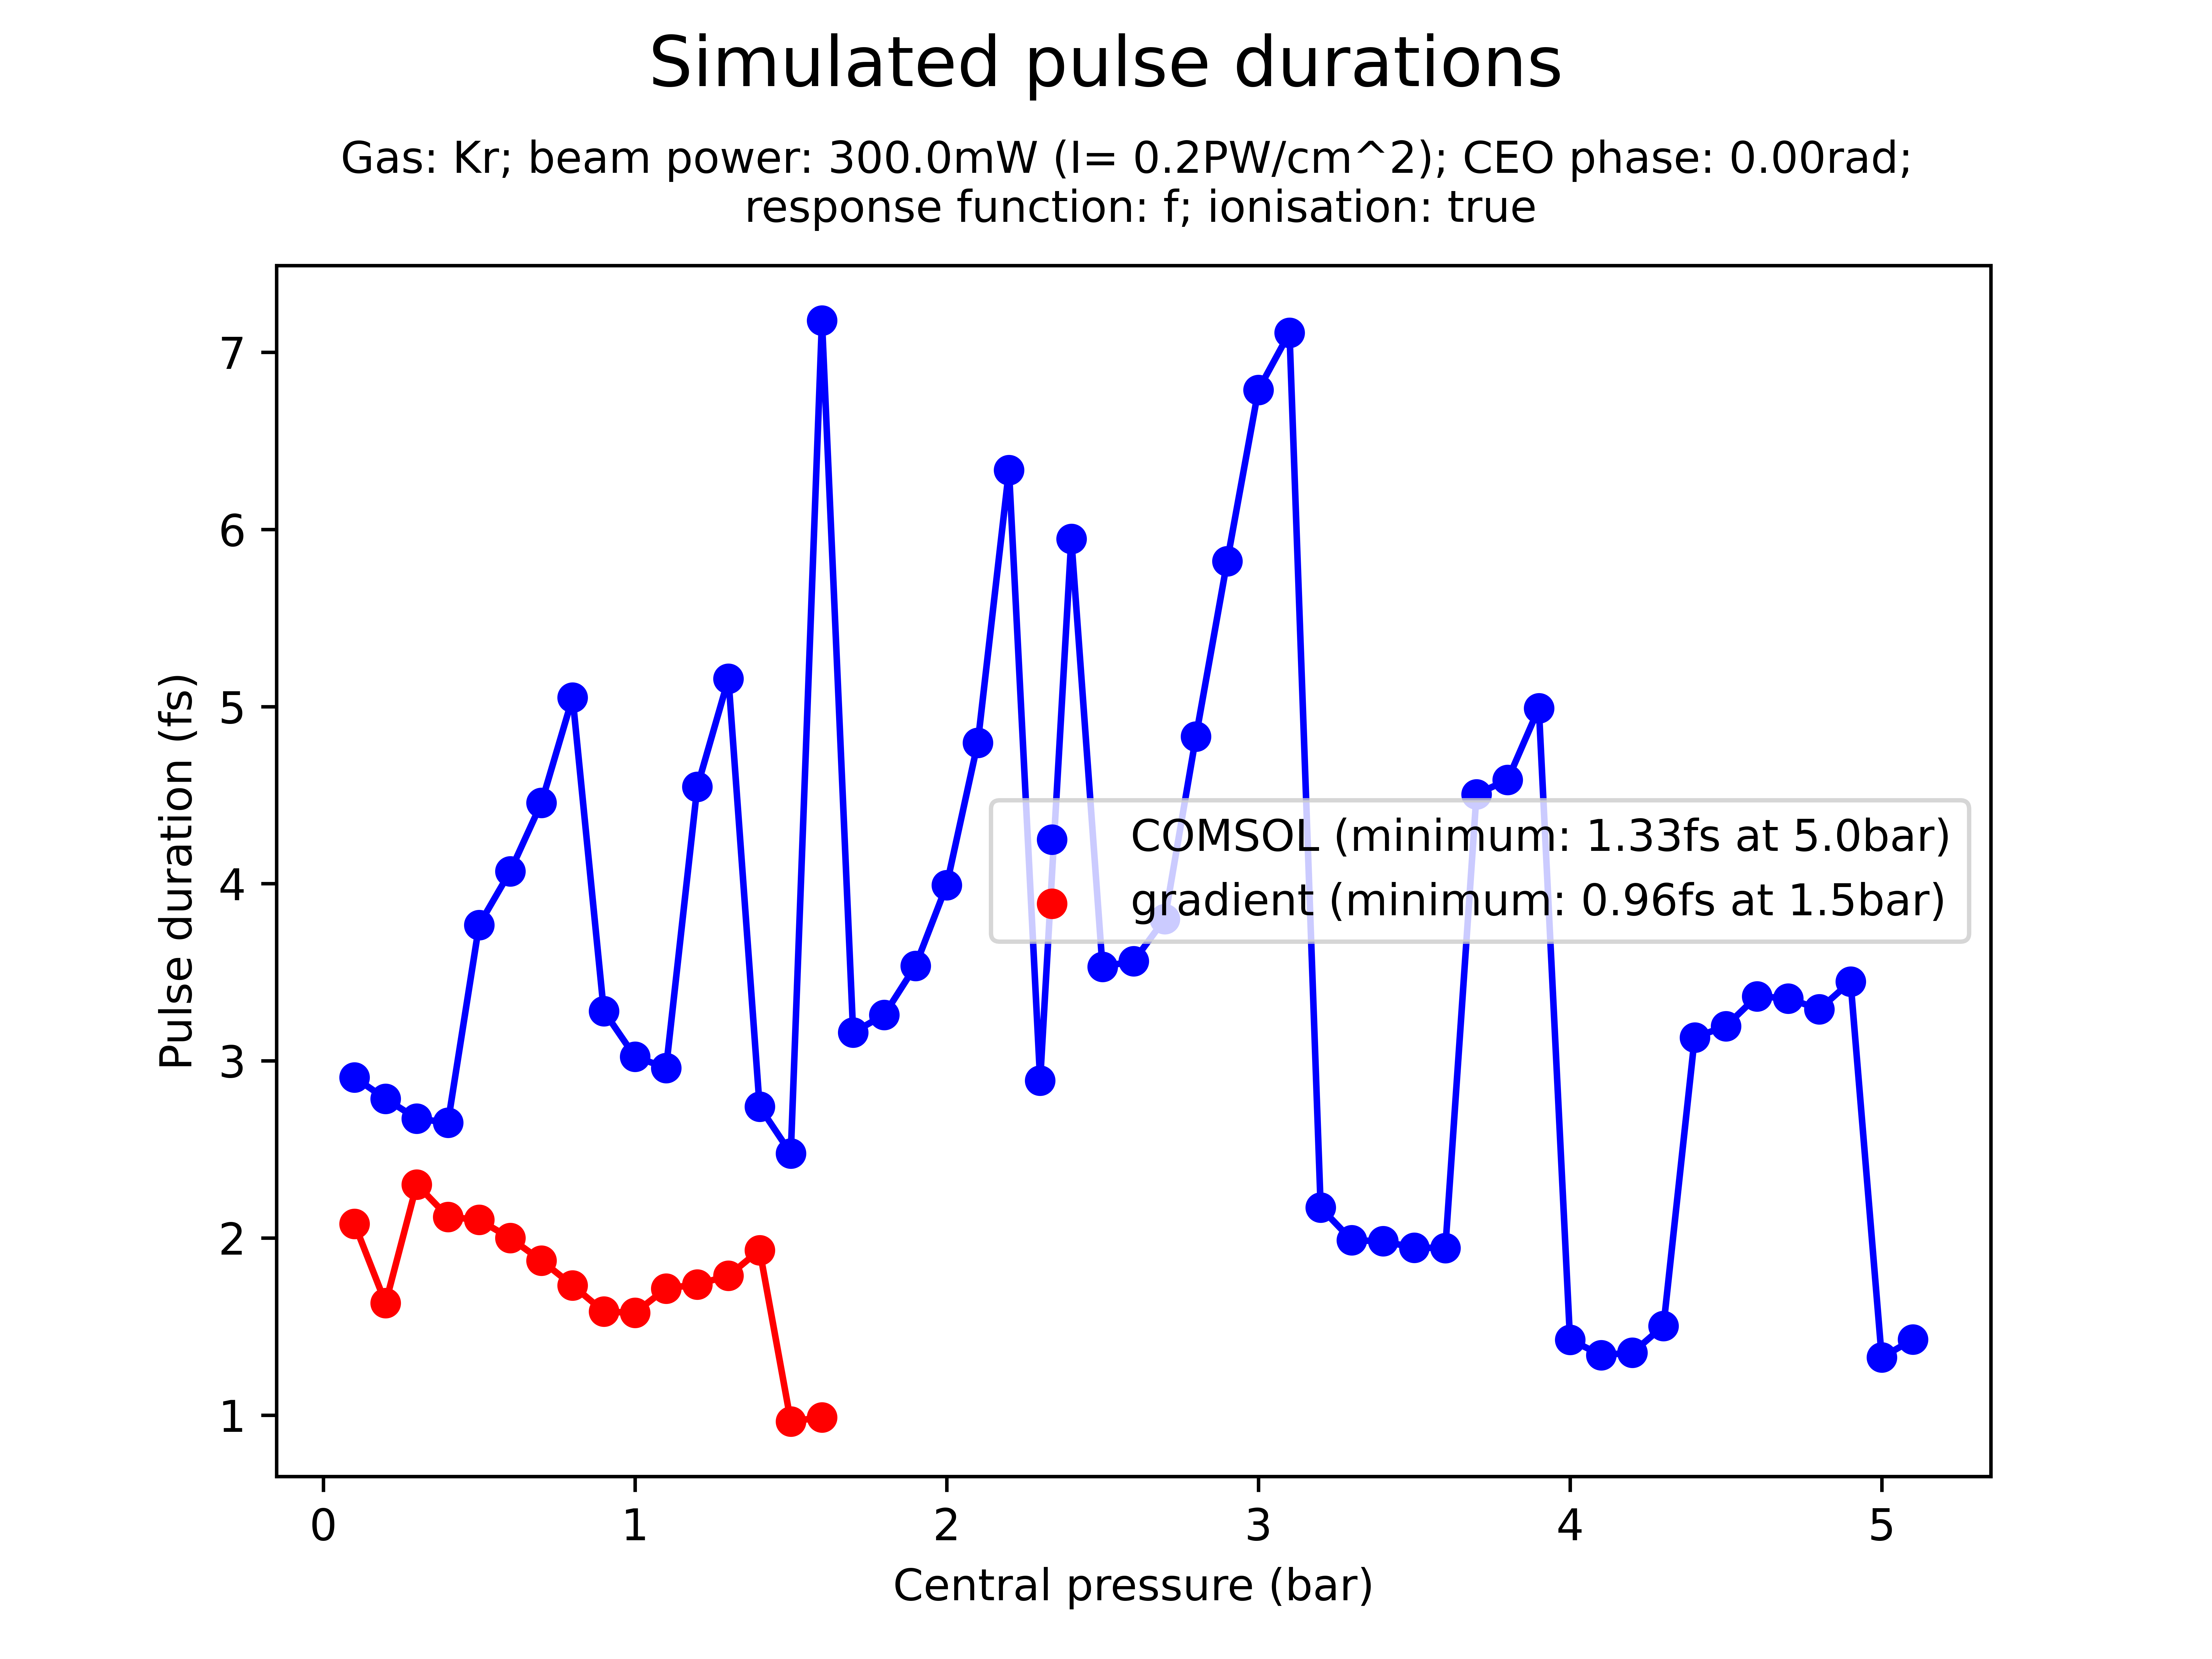 Simulated pulse durations
Gas: Kr; beam power: 300.0mW (I= 0.2PW/cm^2); CEO phase: 0.00rad;
response function: f; ionisation: true
Pulse duration (fs)
7
6
5
4
3
2
1
COMSOL (minimum: 1.33fs at 5.0bar)
gradient (minimum: 0.96fs at 1.5bar)
0 1 2 3 4 5
Central pressure (bar)